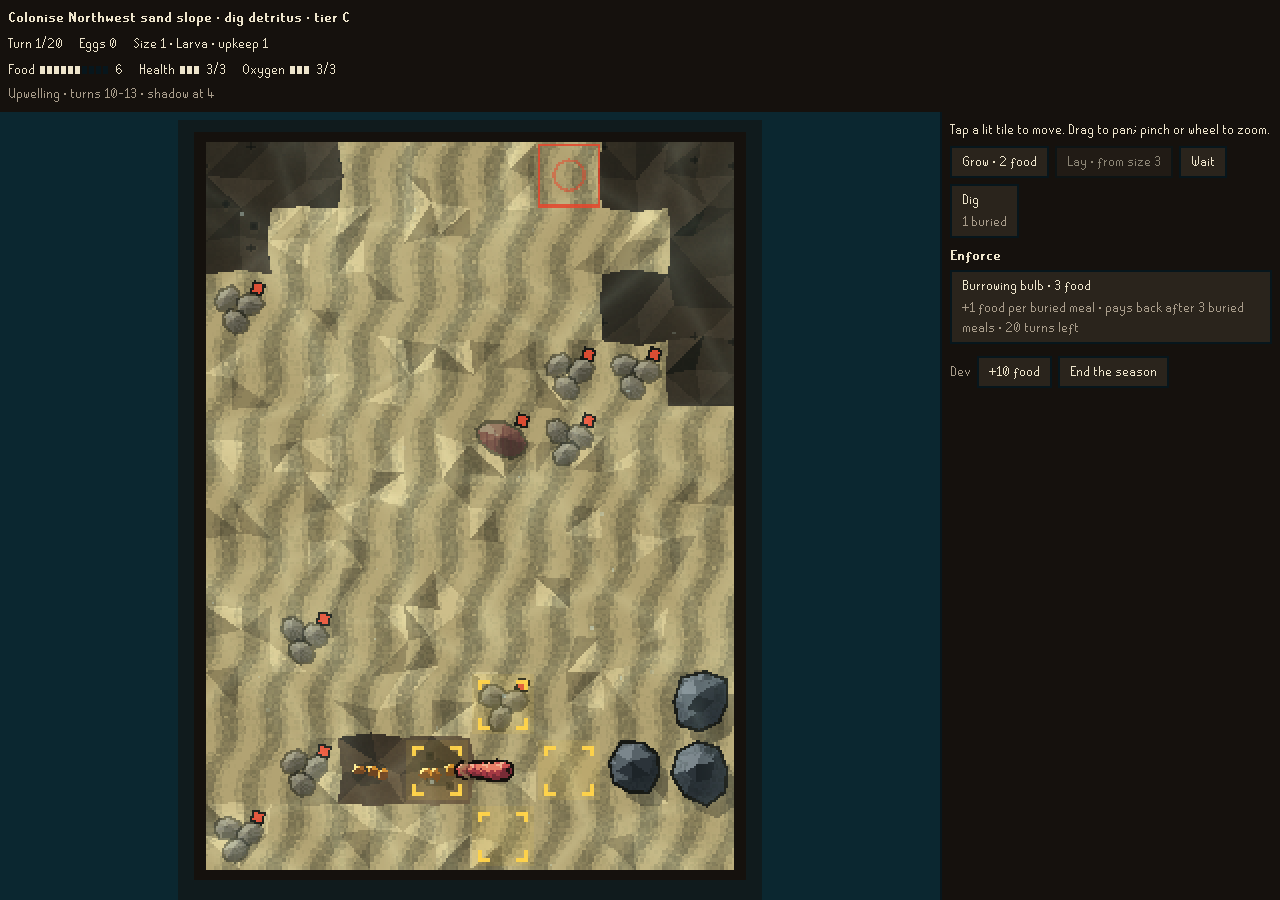 Colonise Northwest sand slope · dig detritus · tier C
Turn 1/20 Eggs 0 Size 1 · Larva · upkeep 1
Food 6 Health 3/3 Oxygen 3/3
Upwelling · turns 10-13 · shadow at 4
Tap a lit tile to move. Drag to pan; pinch or wheel to zoom.
Grow · 2 food
Lay · from size 3
Wait
Dig
1 buried
Enforce
Burrowing bulb · 3 food
+1 food per buried meal · pays back after 3 buried
meals · 20 turns left
Dev
+10 food
End the season